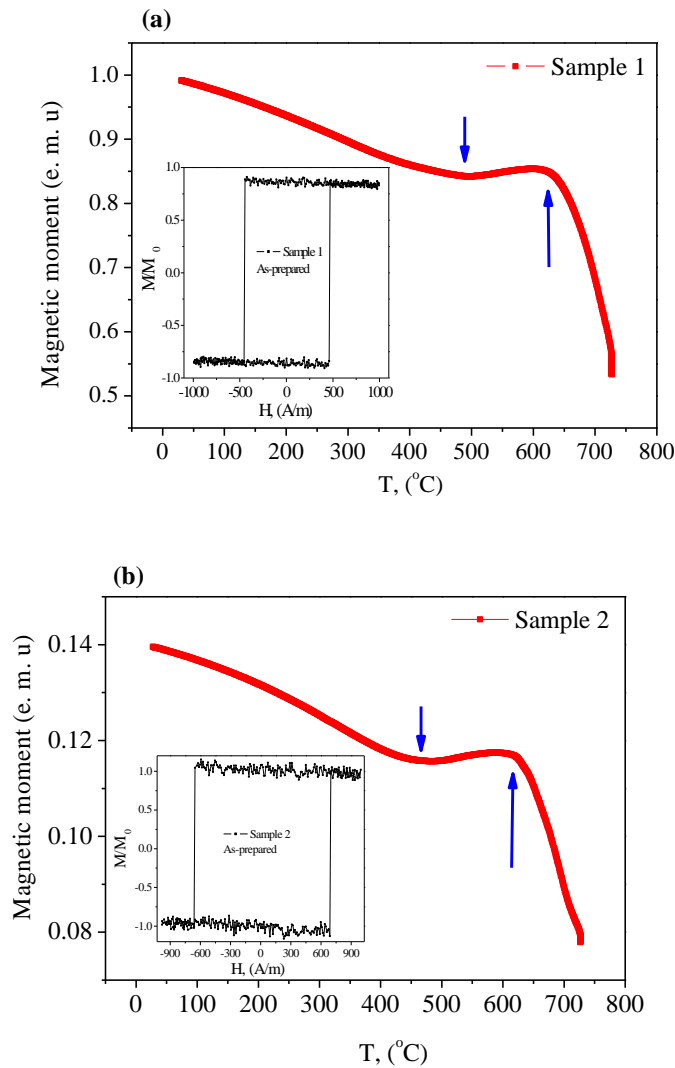 (a)
Sample 1
Magnetic moment (e. m. u)
1.0
0.9
0.8
0.7
0.6
0.5
0 100 200 300 400 500 600 700 800
T, (°C)
M/M0
1.0
0.5
0.0
-0.5
-1.0
Sample 1
As-prepared
-1000 -500 0 500 1000
H, (A/m)
(b)
Sample 2
Magnetic moment (e. m. u)
0.14
0.12
0.10
0.08
0 100 200 300 400 500 600 700 800
T, (°C)
M/M0
1.0
0.5
0.0
-0.5
-1.0
Sample 2
As-prepared
-900 -600 -300 0 300 600 900
H, (A/m)